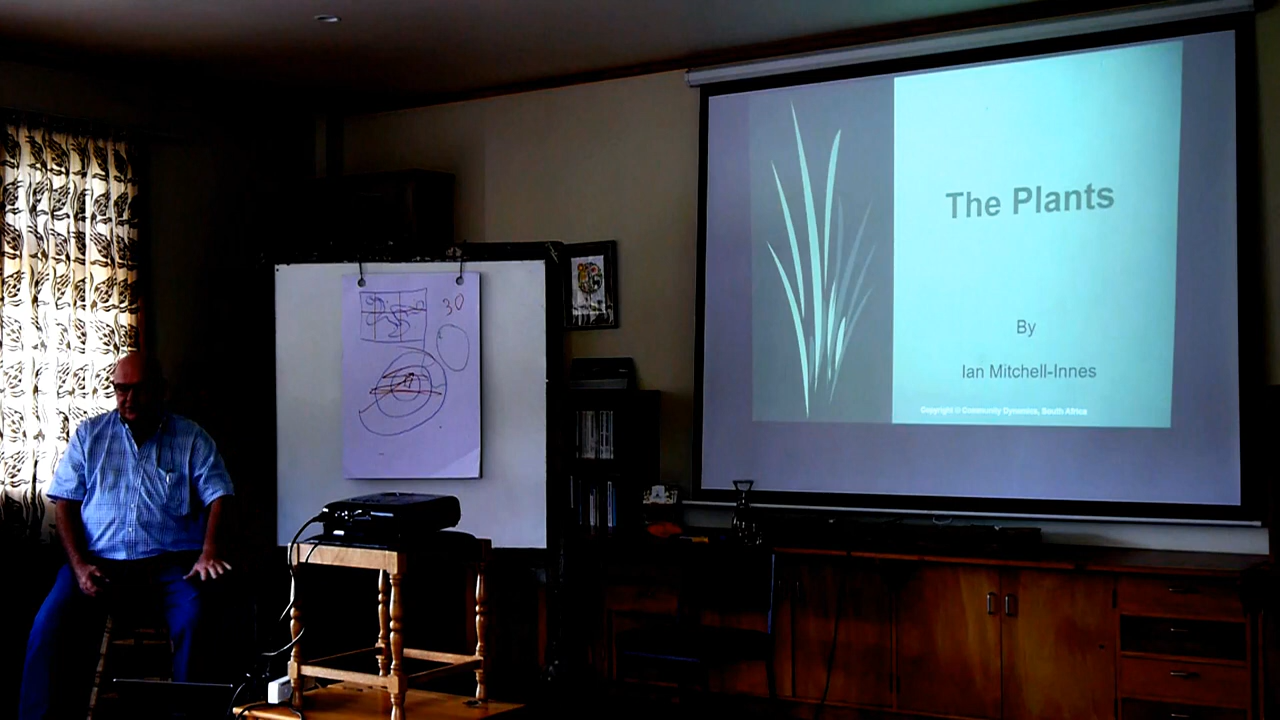 30
The Plants
By
Ian Mitchell-Innes
Copyright © Community Dynamics, South Africa